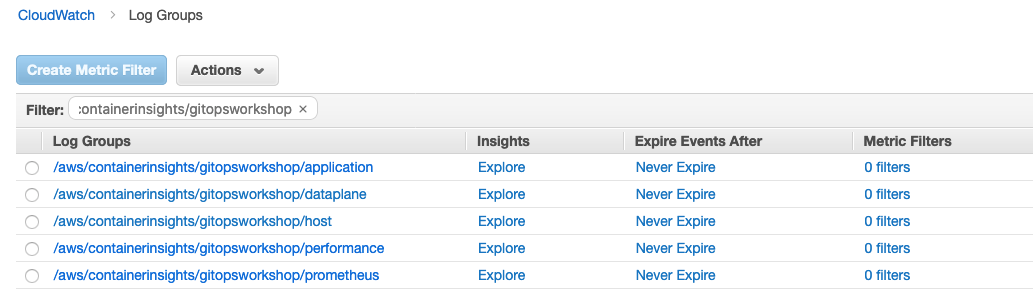 CloudWatch > Log Groups
Create Metric Filter Actions
Filter: :ontainerinsights/gitopsworkshop ×
Log Groups Insights Expire Events After Metric Filters
/aws/containerinsights/gitopsworkshop/application Explore Never Expire 0 filters
/aws/containerinsights/gitopsworkshop/dataplane Explore Never Expire 0 filters
/aws/containerinsights/gitopsworkshop/host Explore Never Expire 0 filters
/aws/containerinsights/gitopsworkshop/performance Explore Never Expire 0 filters
/aws/containerinsights/gitopsworkshop/prometheus Explore Never Expire 0 filters